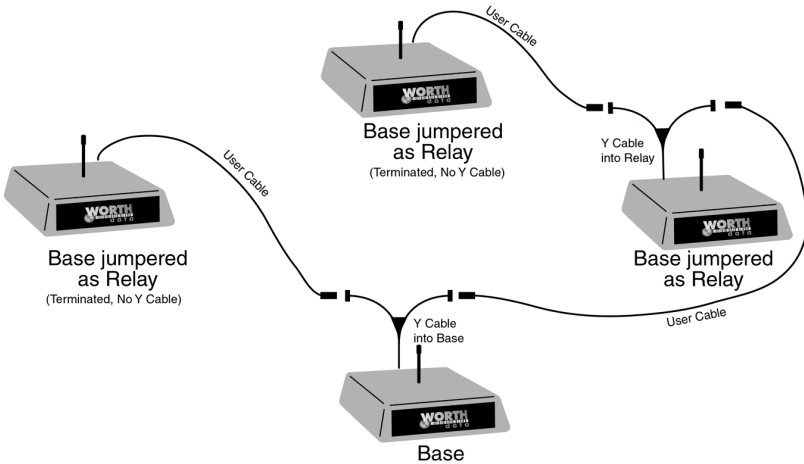 User Cable
WORTH
data
Base jumpered
as Relay
(Terminated, No Y Cable)
Y Cable
into Relay
User Cable
WORTH
data
Base jumpered
as Relay
(Terminated, No Y Cable)
WORTH
data
Base jumpered
as Relay
User Cable
Y Cable
into Base
WORTH
data
Base